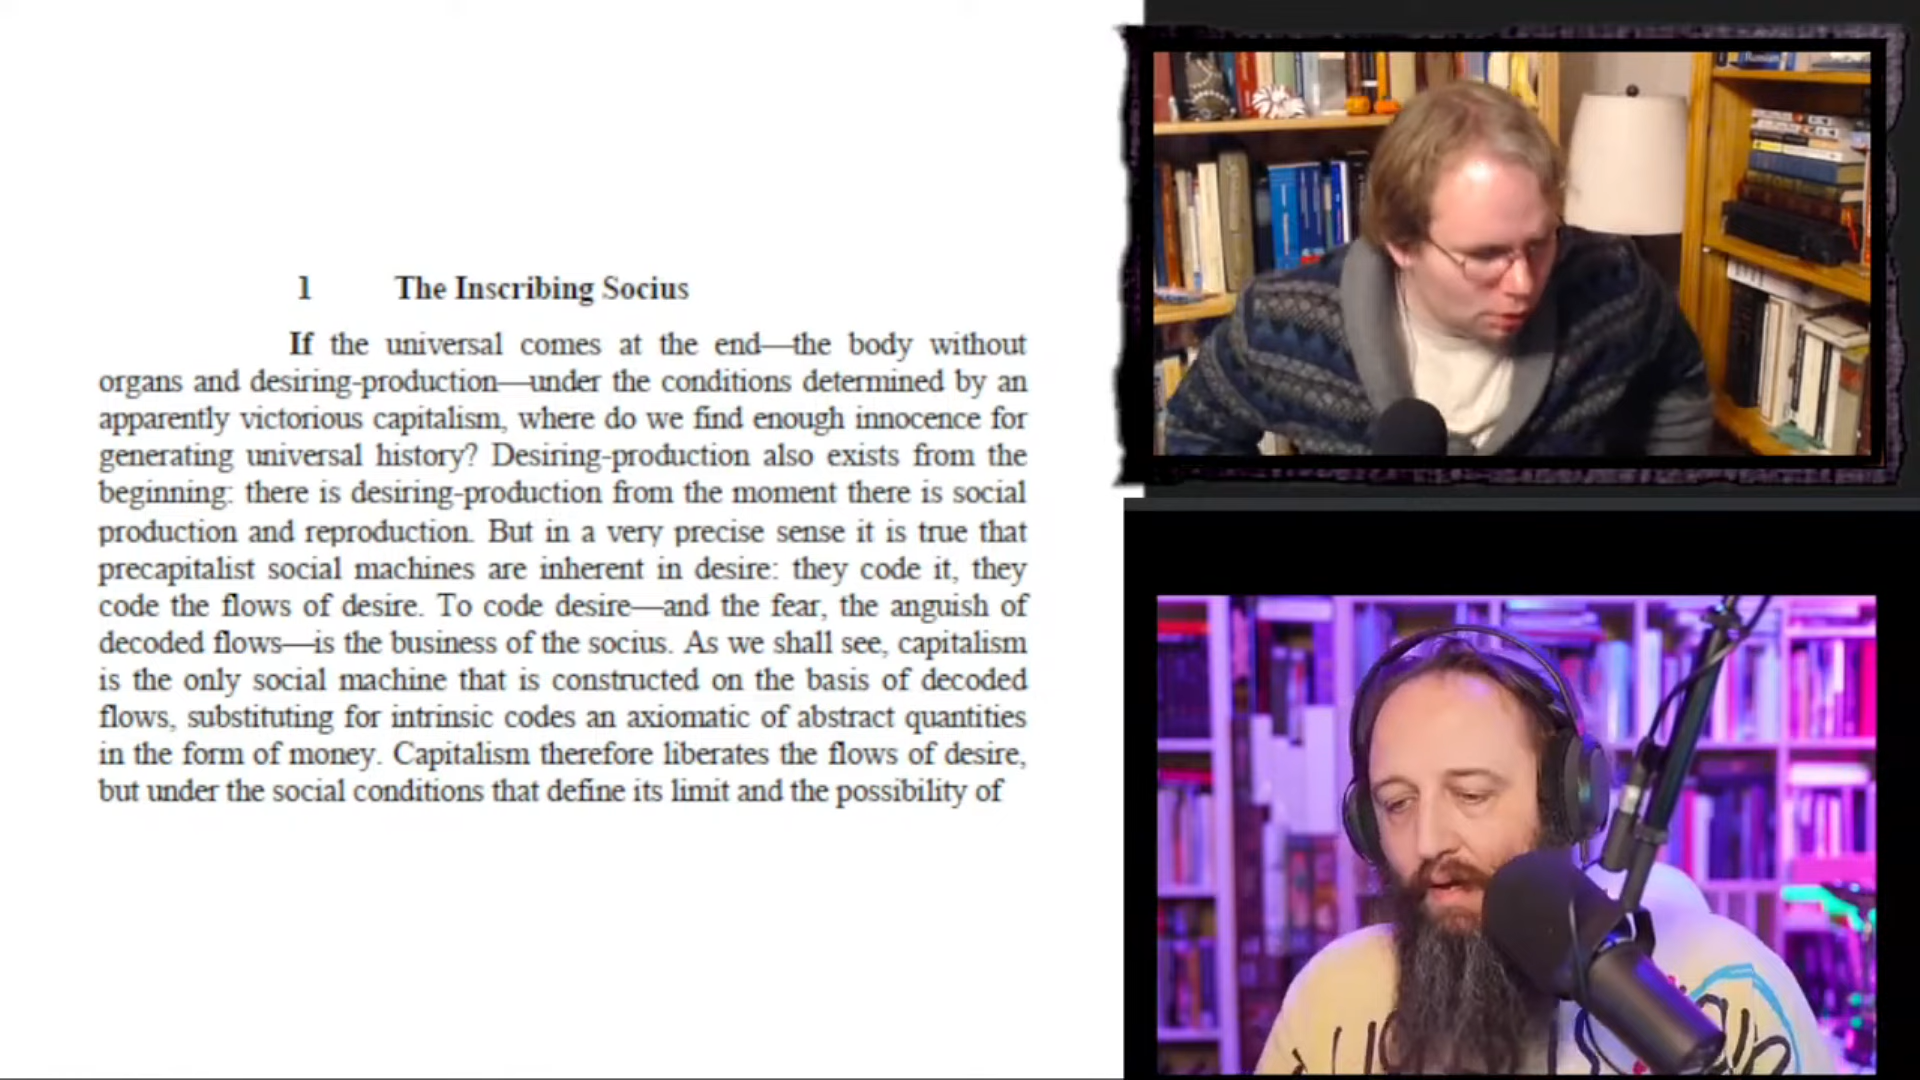 1 The Inscribing Socius
If the universal comes at the end—the body without
organs and desiring-production—under the conditions determined by an
apparently victorious capitalism, where do we find enough innocence for
generating universal history? Desiring-production also exists from the
beginning: there is desiring-production from the moment there is social
production and reproduction. But in a very precise sense it is true that
precapitalist social machines are inherent in desire: they code it, they
code the flows of desire. To code desire—and the fear, the anguish of
decoded flows—is the business of the socius. As we shall see, capitalism
is the only social machine that is constructed on the basis of decoded
flows, substituting for intrinsic codes an axiomatic of abstract quantities
in the form of money. Capitalism therefore liberates the flows of desire,
but under the social conditions that define its limit and the possibility of